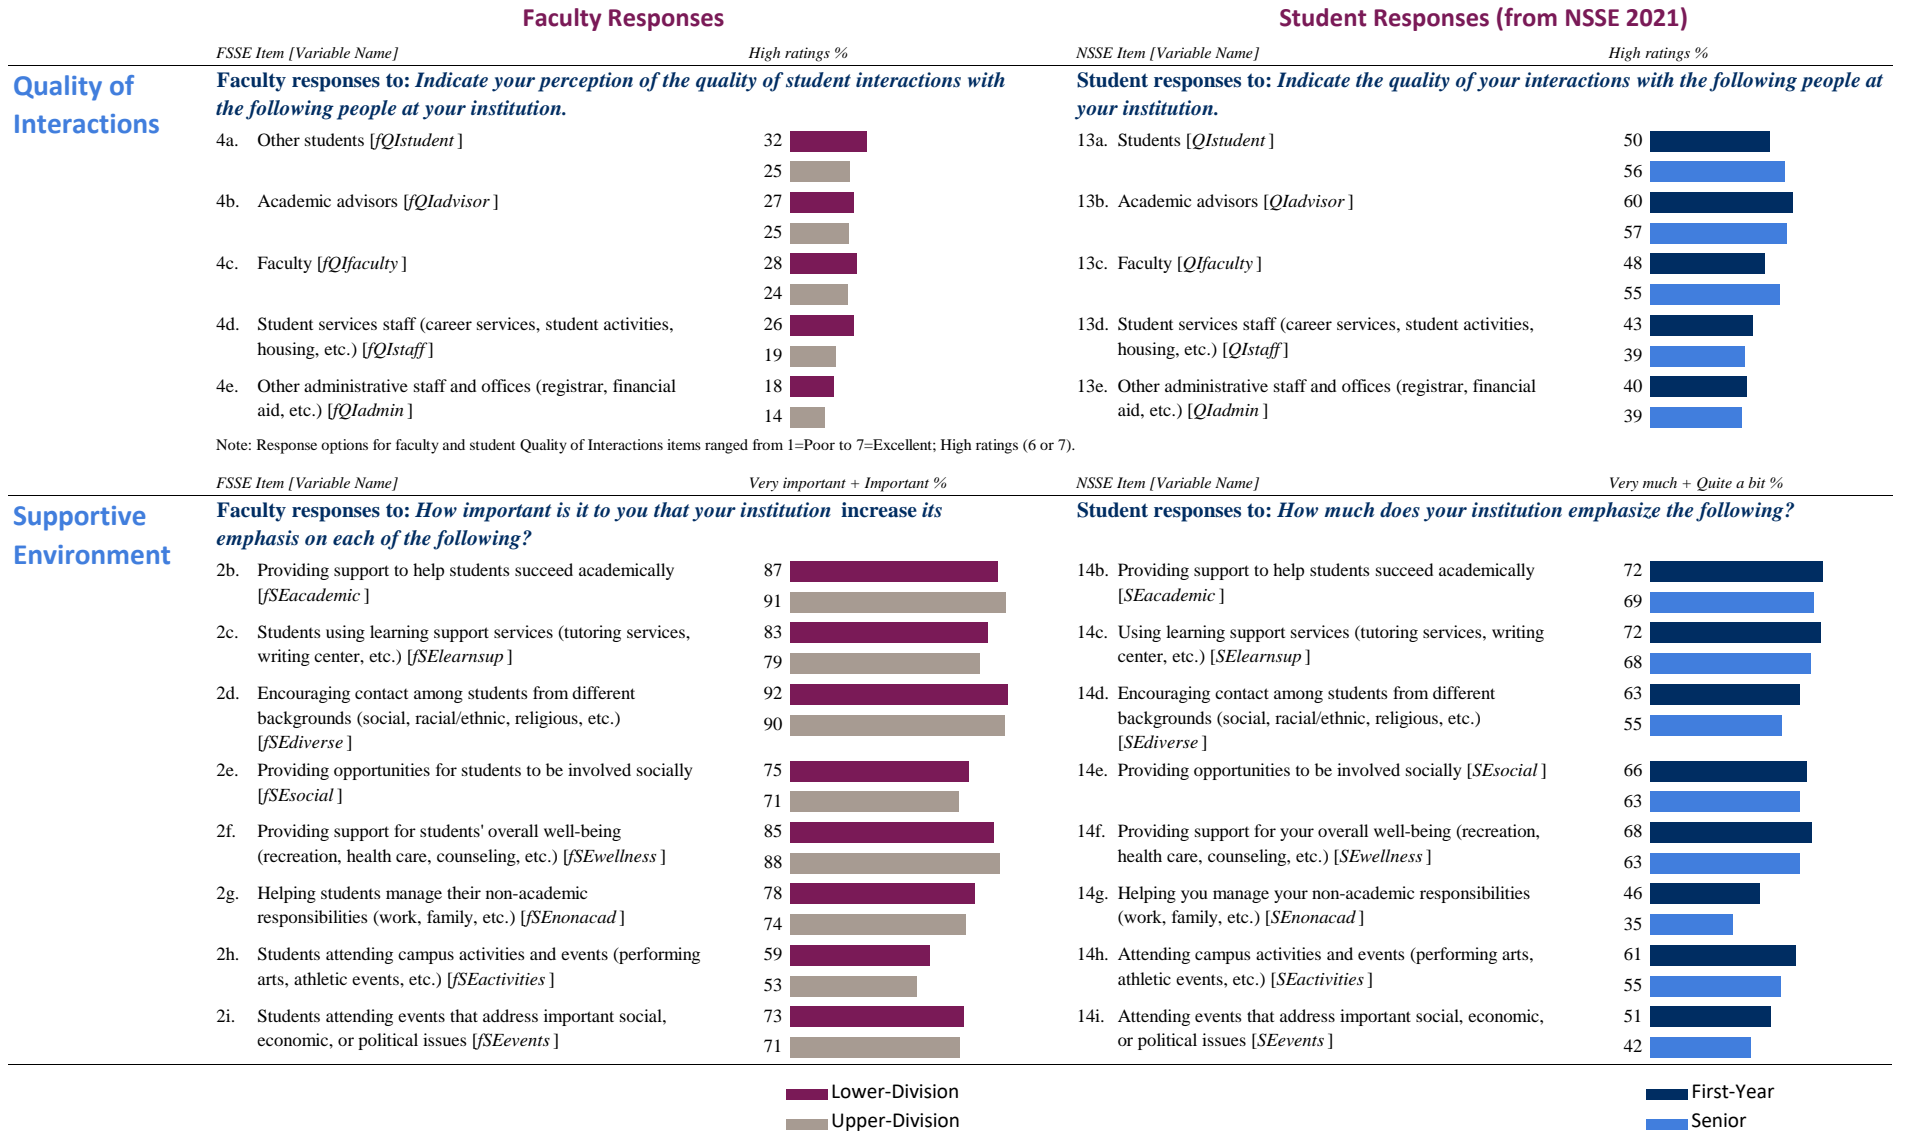 Faculty Responses
Student Responses (from NSSE 2021)
FSSE Item [Variable Name]
High ratings %
NSSE Item [Variable Name]
High ratings %
Quality of
Interactions
Faculty responses to: Indicate your perception of the quality of student interactions with
the following people at your institution.
Student responses to: Indicate the quality of your interactions with the following people at
your institution.
4a. Other students [fQIstudent ]
32
25
13a. Students [QIstudent ]
50
56
4b. Academic advisors [fQIadvisor ]
27
25
13b. Academic advisors [QIadvisor ]
60
57
4c. Faculty [fQIfaculty ]
28
24
13c. Faculty [QIfaculty ]
48
55
4d. Student services staff (career services, student activities,
housing, etc.) [fQIstaff ]
26
19
13d. Student services staff (career services, student activities,
housing, etc.) [QIstaff ]
43
39
4e. Other administrative staff and offices (registrar, financial
aid, etc.) [fQIadmin ]
18
14
13e. Other administrative staff and offices (registrar, financial
aid, etc.) [QIadmin ]
40
39
Note: Response options for faculty and student Quality of Interactions items ranged from 1=Poor to 7=Excellent; High ratings (6 or 7).
FSSE Item [Variable Name]
Very important + Important %
NSSE Item [Variable Name]
Very much + Quite a bit %
Supportive
Environment
Faculty responses to: How important is it to you that your institution increase its
emphasis on each of the following?
Student responses to: How much does your institution emphasize the following?
2b. Providing support to help students succeed academically
[fSEacademic ]
87
91
14b. Providing support to help students succeed academically
[SEacademic ]
72
69
2c. Students using learning support services (tutoring services,
writing center, etc.) [fSElearnsup ]
83
79
14c. Using learning support services (tutoring services, writing
center, etc.) [SElearnsup ]
72
68
2d. Encouraging contact among students from different
backgrounds (social, racial/ethnic, religious, etc.)
[fSEdiverse ]
92
90
14d. Encouraging contact among students from different
backgrounds (social, racial/ethnic, religious, etc.)
[SEdiverse ]
63
55
2e. Providing opportunities for students to be involved socially
[fSEsocial ]
75
71
14e. Providing opportunities to be involved socially [SEsocial ]
66
63
2f. Providing support for students' overall well-being
(recreation, health care, counseling, etc.) [fSEwellness ]
85
88
14f. Providing support for your overall well-being (recreation,
health care, counseling, etc.) [SEwellness ]
68
63
2g. Helping students manage their non-academic
responsibilities (work, family, etc.) [fSEnonacad ]
78
74
14g. Helping you manage your non-academic responsibilities
(work, family, etc.) [SEnonacad ]
46
35
2h. Students attending campus activities and events (performing
arts, athletic events, etc.) [fSEactivities ]
59
53
14h. Attending campus activities and events (performing arts,
athletic events, etc.) [SEactivities ]
61
55
2i. Students attending events that address important social,
economic, or political issues [fSEevents ]
73
71
14i. Attending events that address important social, economic,
or political issues [SEevents ]
51
42
Lower-Division
Upper-Division
First-Year
Senior